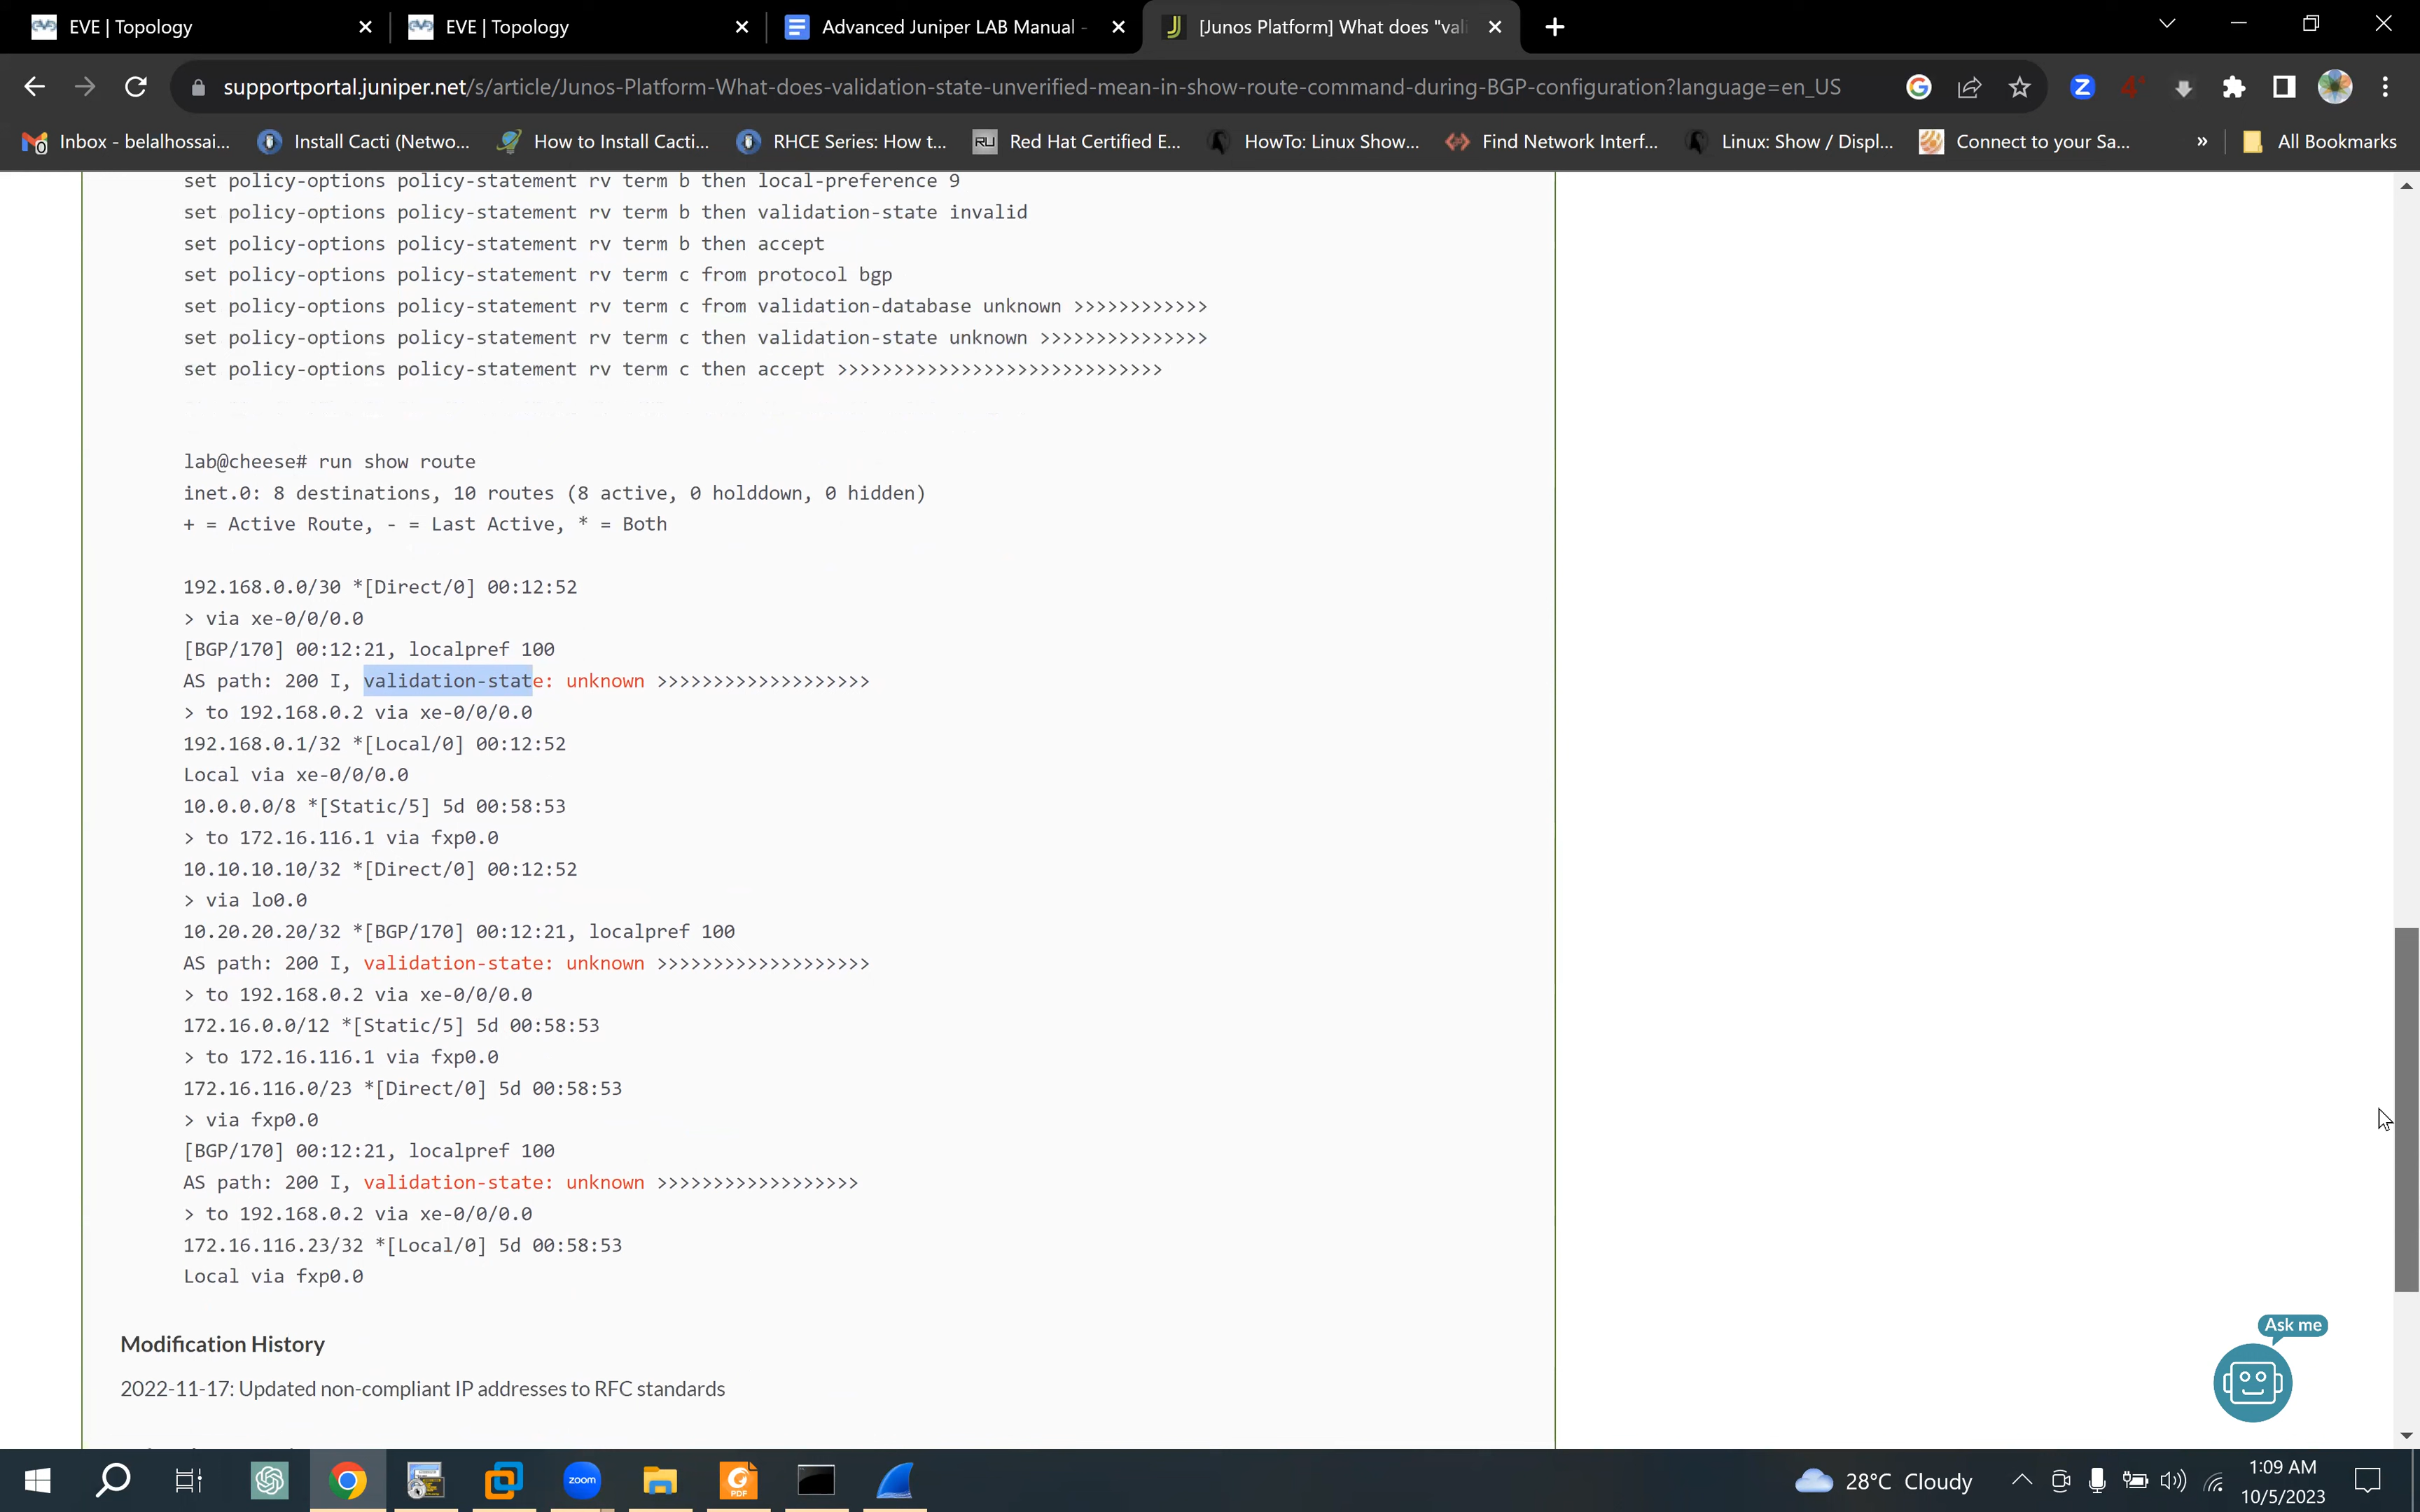 EVE | Topology
EVE | Topology
Advanced Juniper LAB Manual -
[Junos Platform] What does "vali
supportportal.juniper.net/s/article/Junos-Platform-What-does-validation-state-unverified-mean-in-show-route-command-during-BGP-configuration?language=en_US
Inbox - belalhossai...
Install Cacti (Netwo...
How to Install Cacti...
RHCE Series: How t...
RU
Red Hat Certified E...
HowTo: Linux Show...
Find Network Interf...
Linux: Show / Displ...
Connect to your Sa...
»
All Bookmarks
set policy-options policy-statement rv term b then local-preference 9
set policy-options policy-statement rv term b then validation-state invalid
set policy-options policy-statement rv term b then accept
set policy-options policy-statement rv term c from protocol bgp
set policy-options policy-statement rv term c from validation-database unknown >>>>>>>>>>>>
set policy-options policy-statement rv term c then validation-state unknown >>>>>>>>>>>>>>>
set policy-options policy-statement rv term c then accept >>>>>>>>>>>>>>>>>>>>>>>>>>>>>
lab@cheese# run show route
inet.0: 8 destinations, 10 routes (8 active, 0 holddown, 0 hidden)
+ = Active Route, - = Last Active, * = Both
192.168.0.0/30 *[Direct/0] 00:12:52
> via xe-0/0/0.0
[BGP/170] 00:12:21, localpref 100
AS path: 200 I, validation-state: unknown >>>>>>>>>>>>>>>>>>>
> to 192.168.0.2 via xe-0/0/0.0
192.168.0.1/32 *[Local/0] 00:12:52
Local via xe-0/0/0.0
10.0.0.0/8 *[Static/5] 5d 00:58:53
> to 172.16.116.1 via fxp0.0
10.10.10.10/32 *[Direct/0] 00:12:52
> via lo0.0
10.20.20.20/32 *[BGP/170] 00:12:21, localpref 100
AS path: 200 I, validation-state: unknown >>>>>>>>>>>>>>>>>>>
> to 192.168.0.2 via xe-0/0/0.0
172.16.0.0/12 *[Static/5] 5d 00:58:53
> to 172.16.116.1 via fxp0.0
172.16.116.0/23 *[Direct/0] 5d 00:58:53
> via fxp0.0
[BGP/170] 00:12:21, localpref 100
AS path: 200 I, validation-state: unknown >>>>>>>>>>>>>>>>>>
> to 192.168.0.2 via xe-0/0/0.0
172.16.116.23/32 *[Local/0] 5d 00:58:53
Local via fxp0.0
Modification History
2022-11-17: Updated non-compliant IP addresses to RFC standards
Ask me
zoom
PDF
28°C Cloudy
1:09 AM
10/5/2023